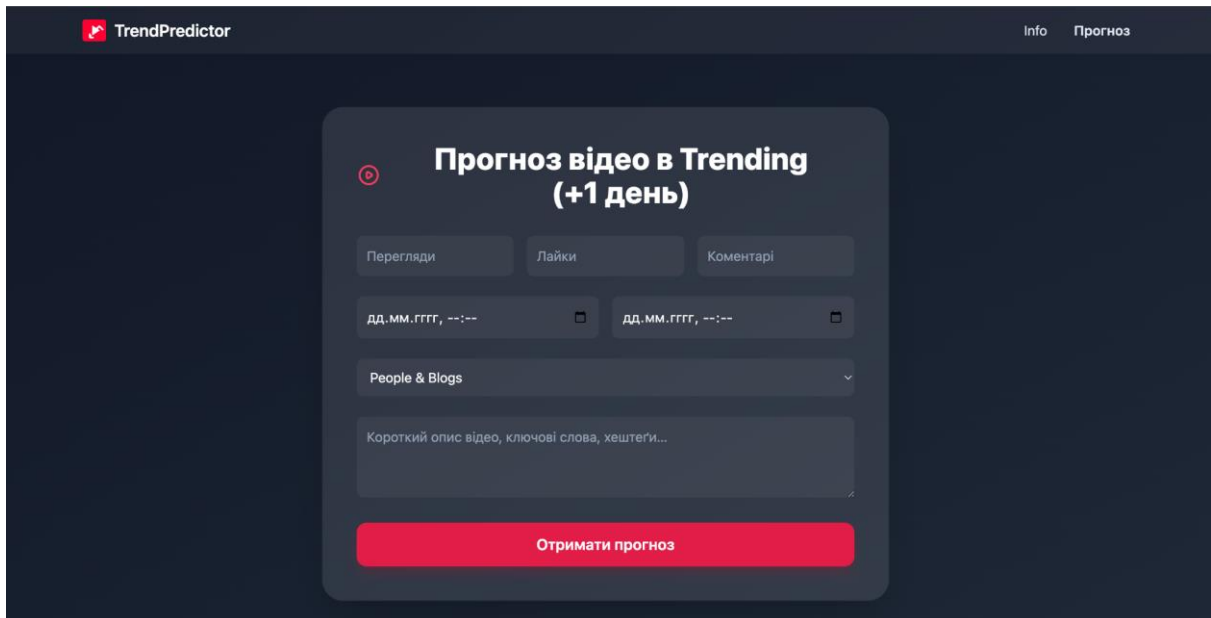 TrendPredictor
Info
Прогноз
Прогноз відео в Trending
(+1 день)
Перегляди
Лайки
Коментарі
дд.мм.гггг, --:--
дд.мм.гггг, --:--
People & Blogs
Короткий опис відео, ключові слова, хештеґи...
Отримати прогноз